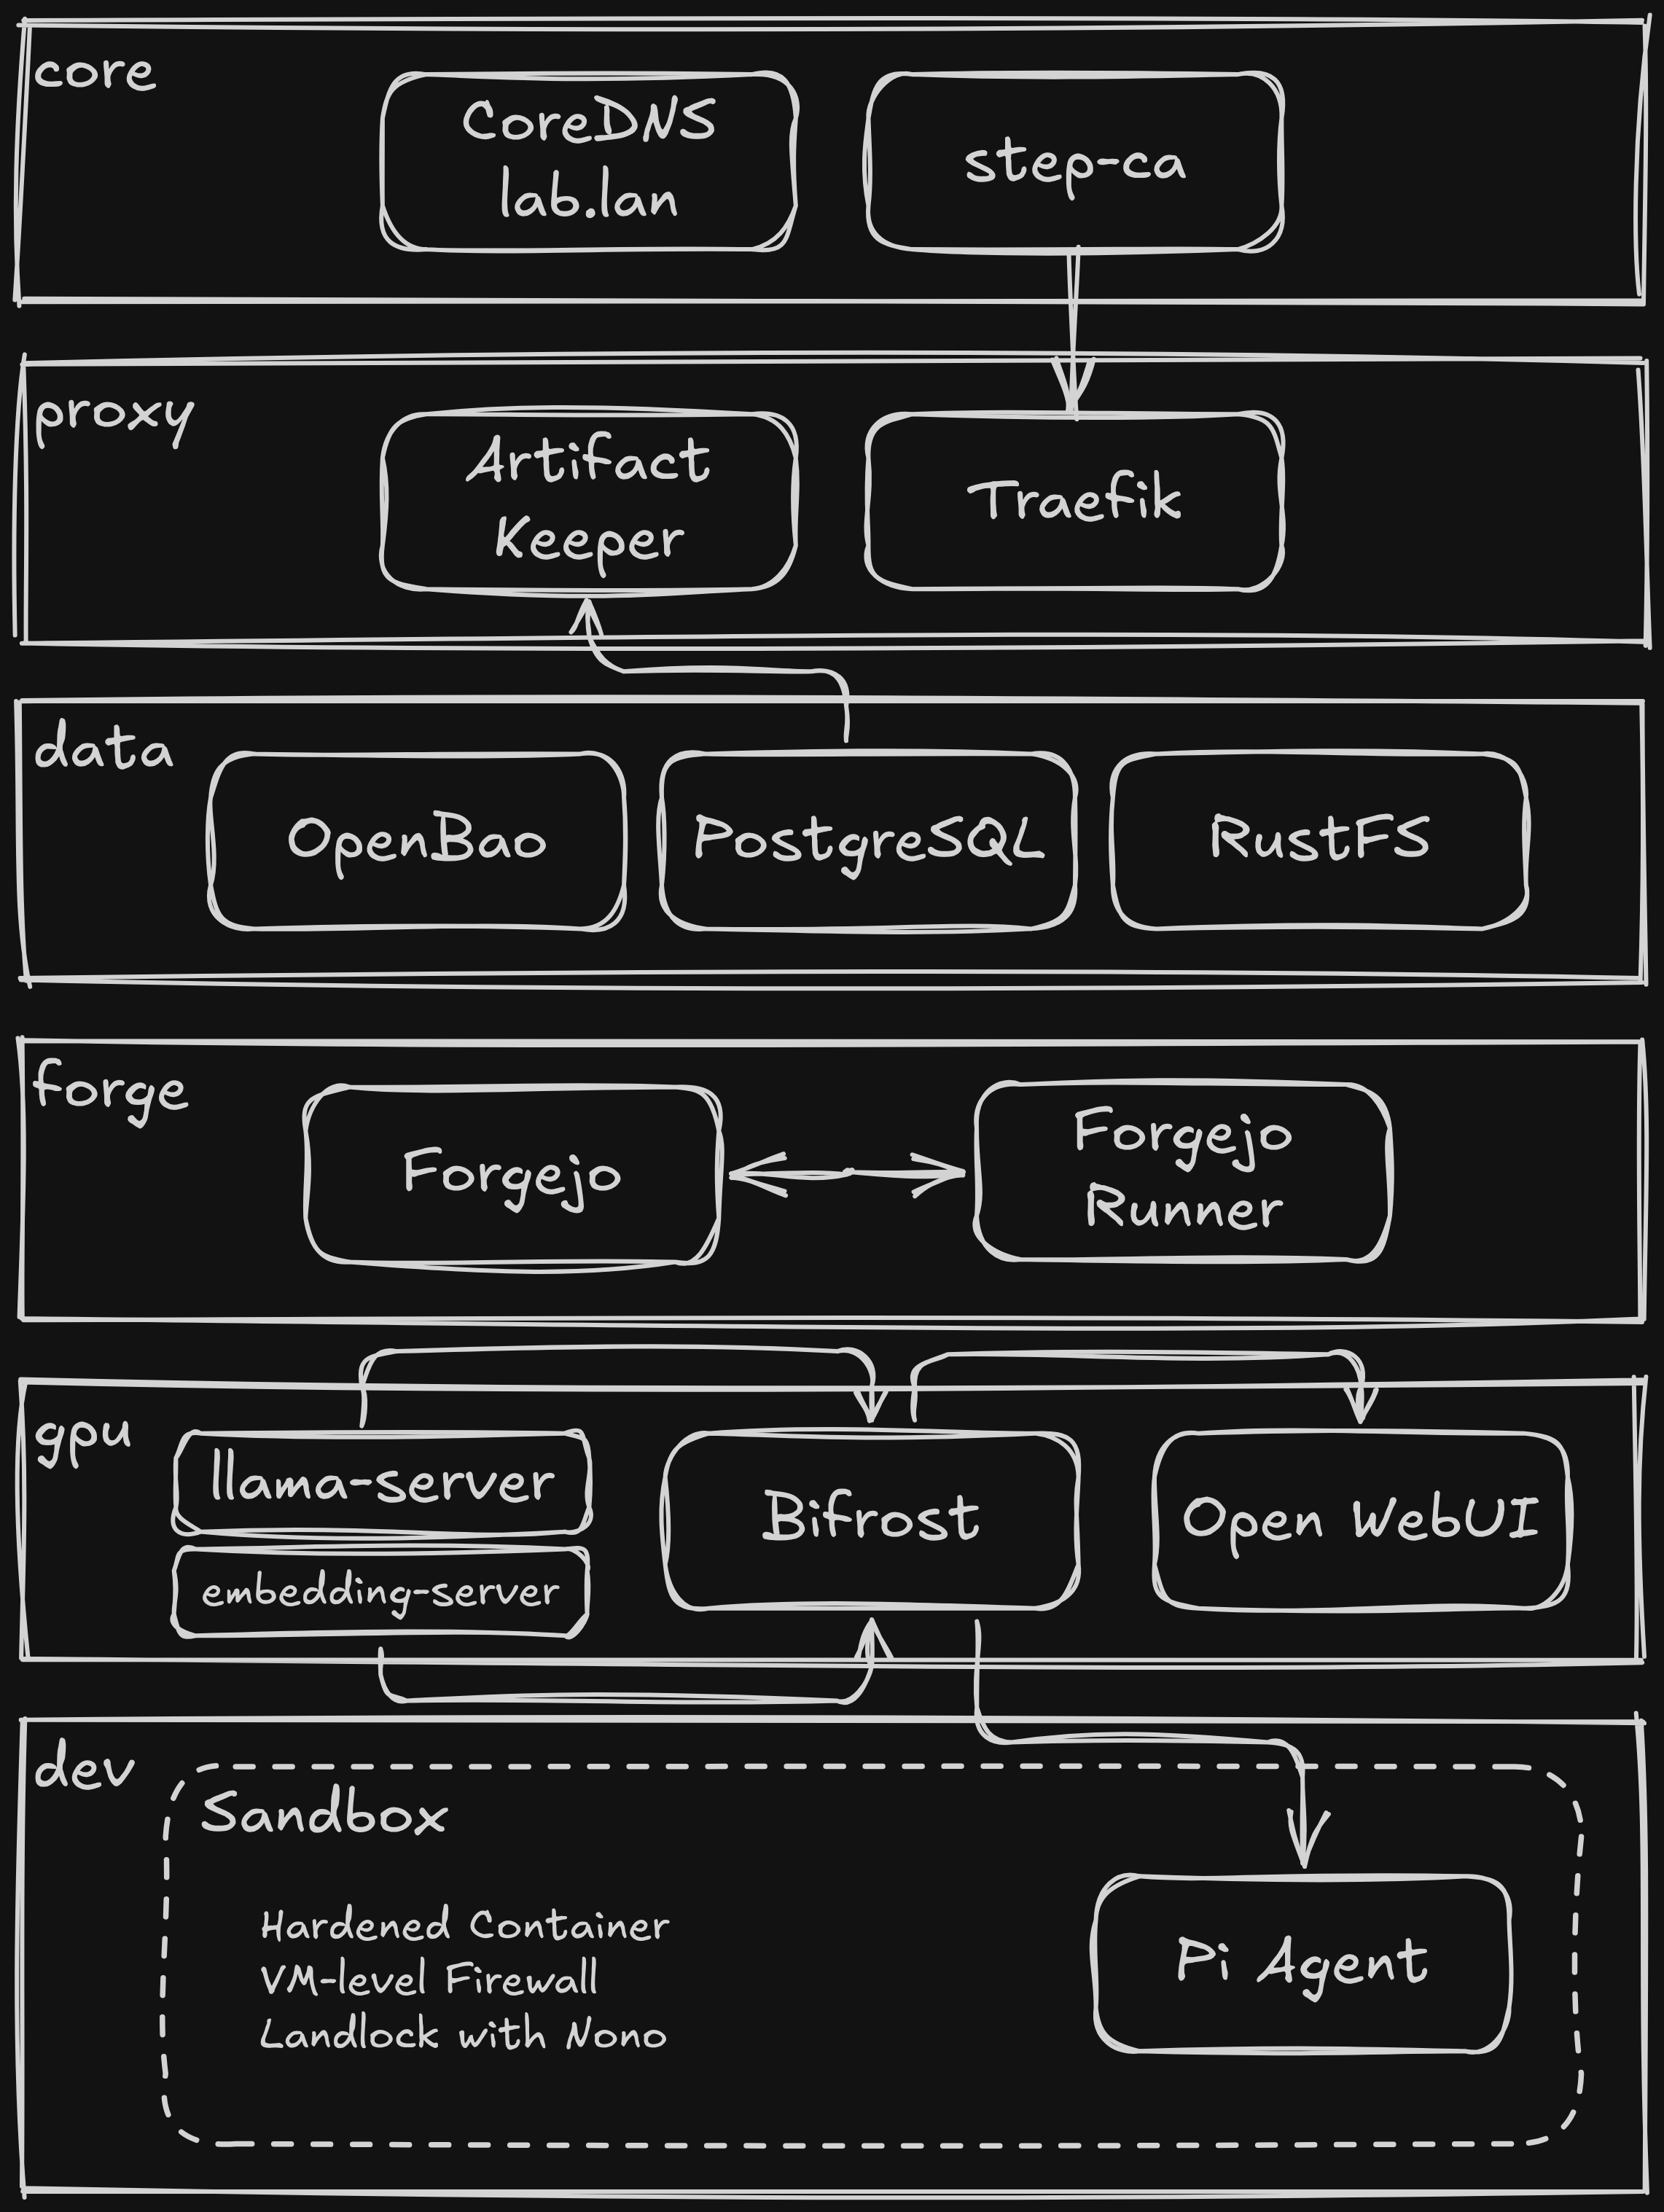 core
CoreDNS
lab.lan
step-ca
proxy
Artifact
Keeper
Traefik
data
OpenBao
PostgreSQL
RustFS
forge
Forgejo
Forgejo
Runner
gpu
llama-server
embedding-server
Bifrost
Open WebUI
dev
Sandbox
Hardened Container
VM-level Firewall
Landlock with Nono
Pi Agent